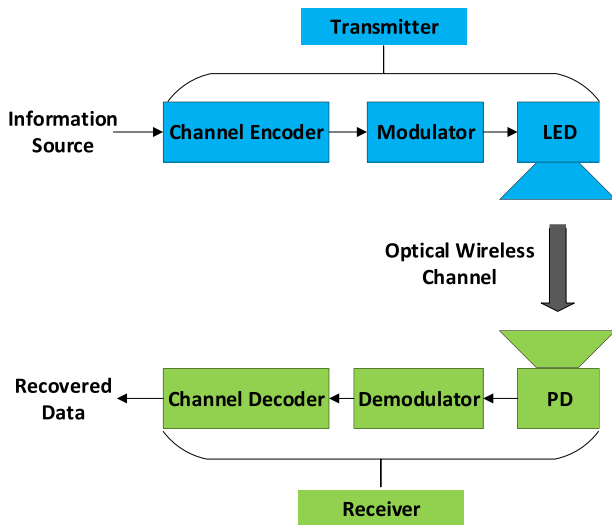 Transmitter
Information
Source
Channel Encoder
Modulator
LED
Optical Wireless
Channel
Recovered
Data
Channel Decoder
Demodulator
PD
Receiver